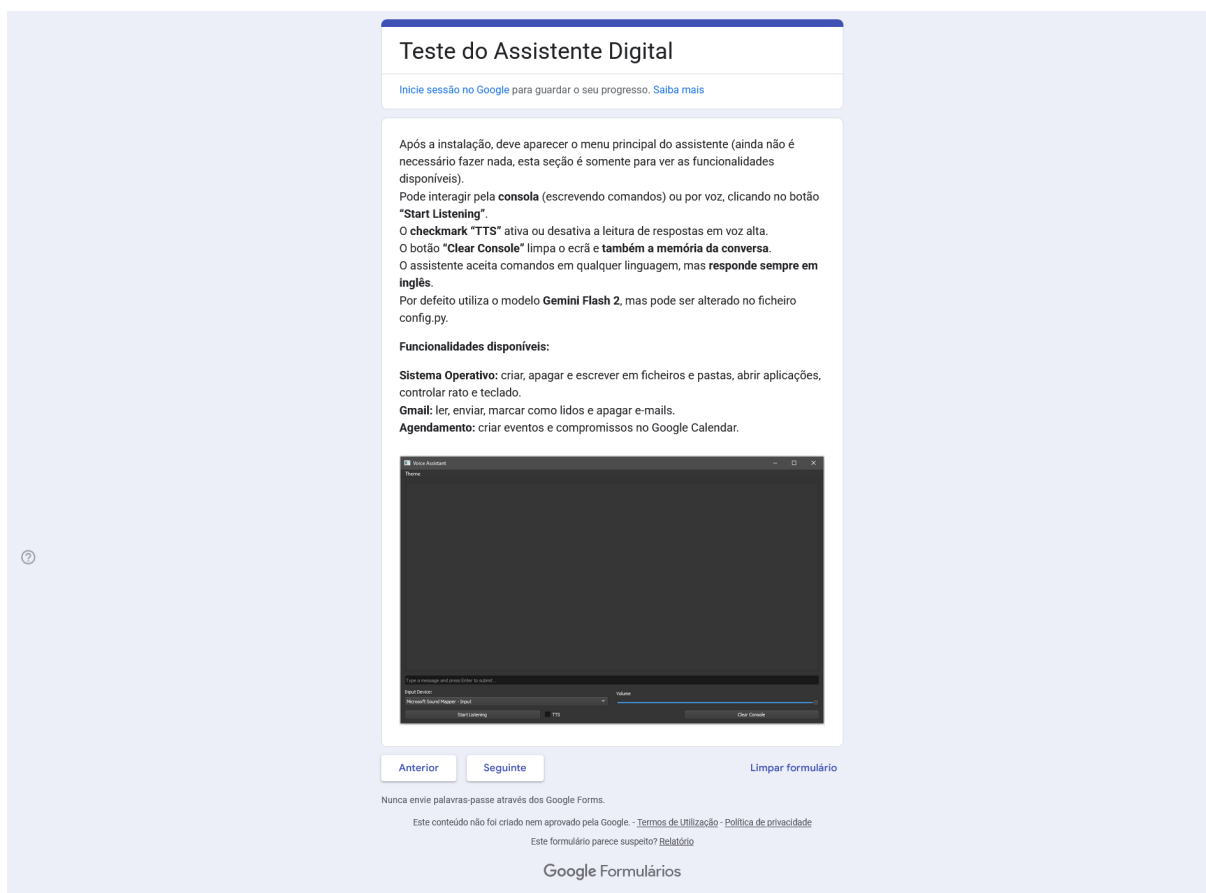 Teste do Assistente Digital
Inicie sessão no Google para guardar o seu progresso. Saiba mais
Após a instalação, deve aparecer o menu principal do assistente (ainda não é
necessário fazer nada, esta seção é somente para ver as funcionalidades
disponíveis).
Pode interagir pela consola (escrevendo comandos) ou por voz, clicando no botão
“Start Listening”.
O checkmark “TTS” ativa ou desativa a leitura de respostas em voz alta.
O botão “Clear Console” limpa o ecrã e também a memória da conversa.
O assistente aceita comandos em qualquer linguagem, mas responde sempre em
inglês.
Por defeito utiliza o modelo Gemini Flash 2, mas pode ser alterado no ficheiro
config.py.
Funcionalidades disponíveis:
Sistema Operativo: criar, apagar e escrever em ficheiros e pastas, abrir aplicações,
controlar rato e teclado.
Gmail: ler, enviar, marcar como lidos e apagar e-mails.
Agendamento: criar eventos e compromissos no Google Calendar.
Voice Assistant
Theme
Type a message and press Enter to submit...
Input Device:
Volume
Microsoft Sound Mapper - Input
Start Listening
TTS
Clear Console
Anterior
Seguinte
Limpar formulário
Nunca envie palavras-passe através dos Google Forms.
Este conteúdo não foi criado nem aprovado pela Google. - Termos de Utilização - Política de privacidade
Este formulário parece suspeito? Relatório
Google Formulários